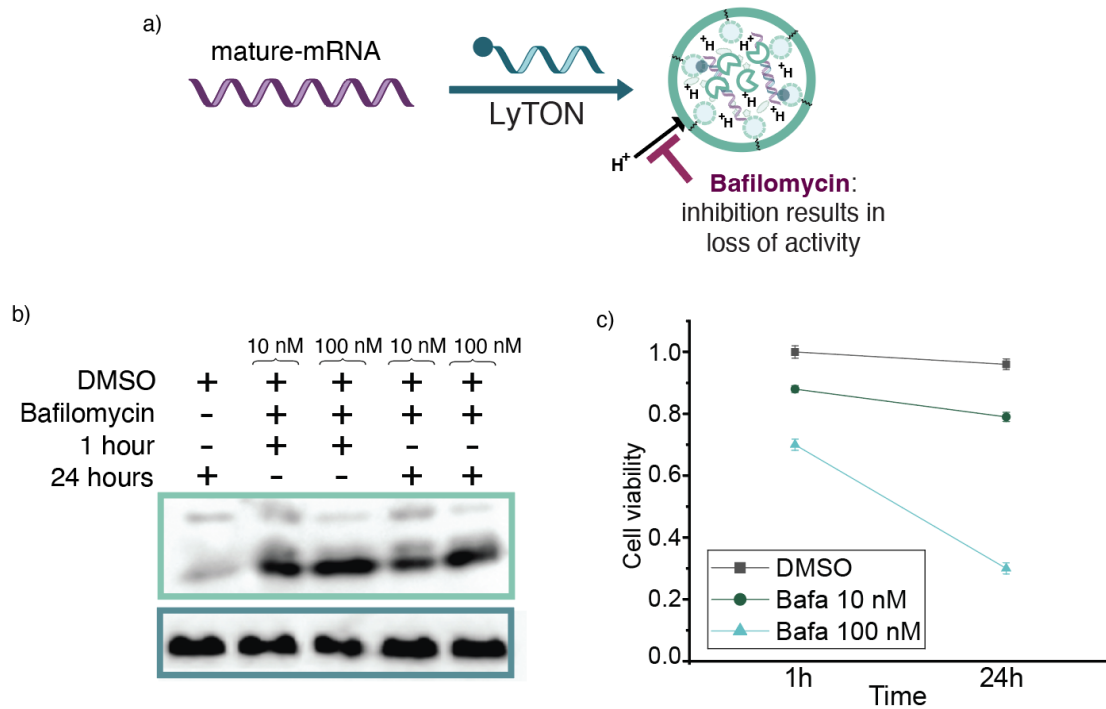 a)
mature-mRNA
LyTON
+H
+H
+H
+H
+H
+H
+H
H+
Bafilomycin:
inhibition results in
loss of activity
b)
10 nM 100 nM 10 nM 100 nM
DMSO + + + + +
Bafilomycin - + + + +
1 hour - + + - -
24 hours + - - + +
c)
1.0
0.8
0.6
0.4
0.2
0.0
Cell viability
DMSO
Bafa 10 nM
Bafa 100 nM
1h 24h
Time